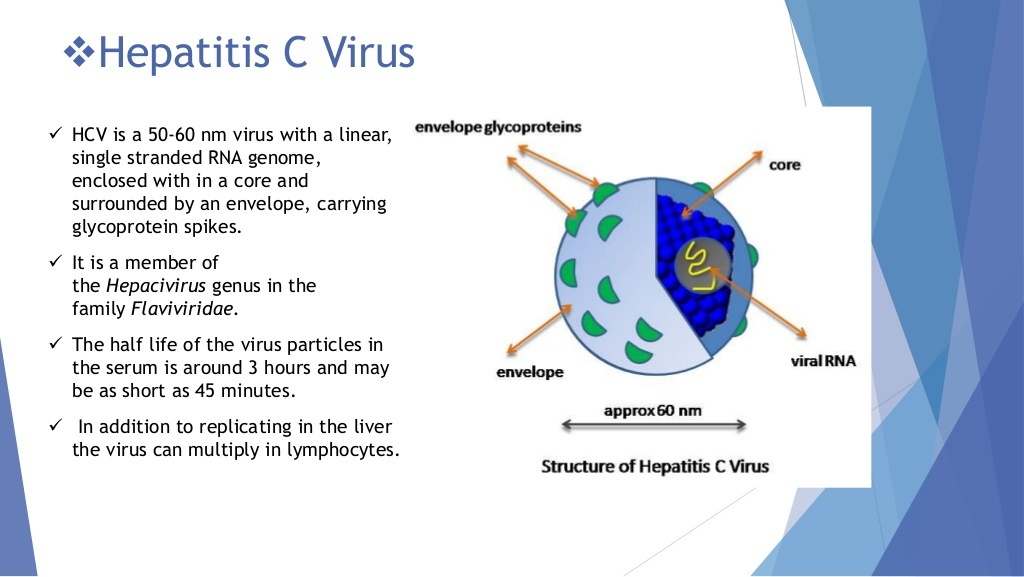 ❖Hepatitis C Virus
✓ HCV is a 50-60 nm virus with a linear,
single stranded RNA genome,
enclosed with in a core and
surrounded by an envelope, carrying
glycoprotein spikes.
✓ It is a member of
the Hepacivirus genus in the
family Flaviviridae.
✓ The half life of the virus particles in
the serum is around 3 hours and may
be as short as 45 minutes.
✓ In addition to replicating in the liver
the virus can multiply in lymphocytes.
envelope glycoproteins
core
viral RNA
envelope
approx 60 nm
Structure of Hepatitis C Virus